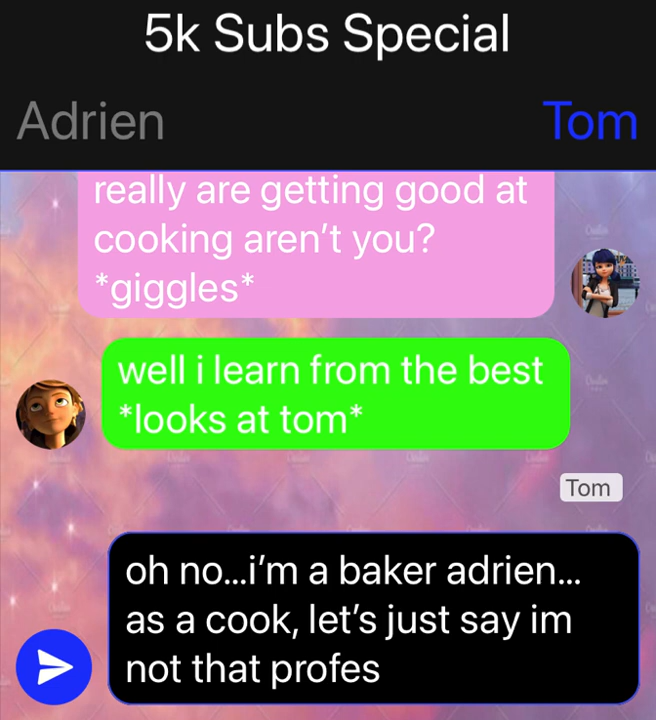 5k Subs Special
Adrien
Tom
really are getting good at
cooking aren’t you?
*giggles*
well i learn from the best
*looks at tom*
Tom
oh no...i’m a baker adrien...
as a cook, let’s just say im
not that profes